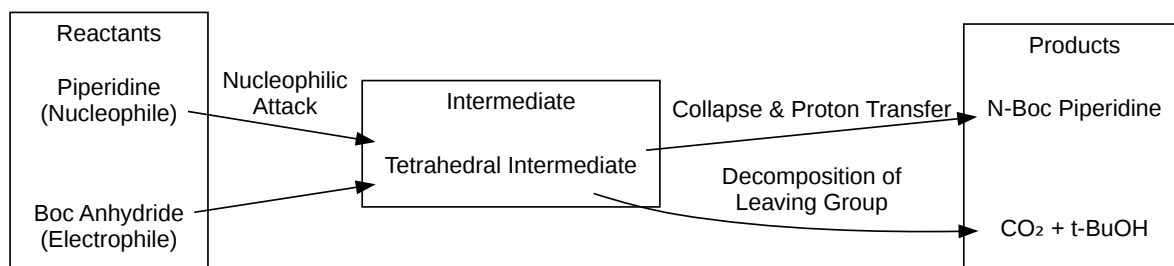 Reactants
Piperidine
(Nucleophile)
Boc Anhydride
(Electrophile)
Nucleophilic
Attack
Intermediate
Tetrahedral Intermediate
Collapse & Proton Transfer
Decomposition of
Leaving Group
Products
N-Boc Piperidine
CO₂ + t-BuOH